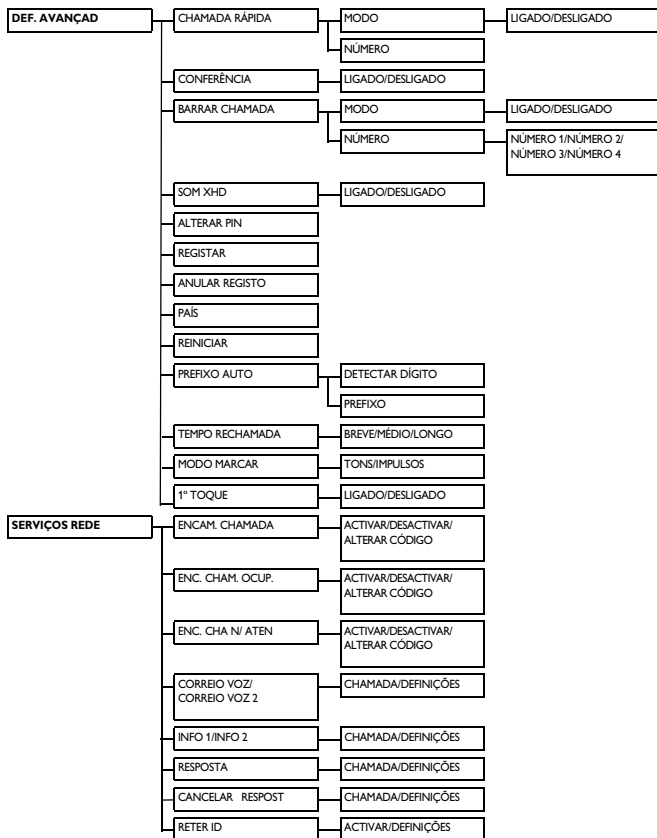 DEF. AVANÇAD
CHAMADA RÁPIDA
MODO
LIGADO/DESLIGADO
NÚMERO
CONFERÊNCIA
LIGADO/DESLIGADO
BARRAR CHAMADA
MODO
LIGADO/DESLIGADO
NÚMERO
NÚMERO 1/NÚMERO 2/
NÚMERO 3/NÚMERO 4
SOM XHD
LIGADO/DESLIGADO
ALTERAR PIN
REGISTAR
ANULAR REGISTO
PAÍS
REINICIAR
PREFIXO AUTO
DETECTAR DÍGITO
PREFIXO
TEMPO RECHAMADA
BREVE/MÉDIO/LONGO
MODO MARCAR
TONS/IMPULSOS
1º TOQUE
LIGADO/DESLIGADO
SERVIÇOS REDE
ENCAM. CHAMADA
ACTIVAR/DESACTIVAR/
ALTERAR CÓDIGO
ENC. CHAM. OCUP.
ACTIVAR/DESACTIVAR/
ALTERAR CÓDIGO
ENC. CHA N/ ATEN
ACTIVAR/DESACTIVAR/
ALTERAR CÓDIGO
CORREIO VOZ/
CORREIO VOZ 2
CHAMADA/DEFINIÇÕES
INFO 1/INFO 2
CHAMADA/DEFINIÇÕES
RESPOSTA
CHAMADA/DEFINIÇÕES
CANCELAR RESPOST
CHAMADA/DEFINIÇÕES
RETER ID
ACTIVAR/DEFINIÇÕES